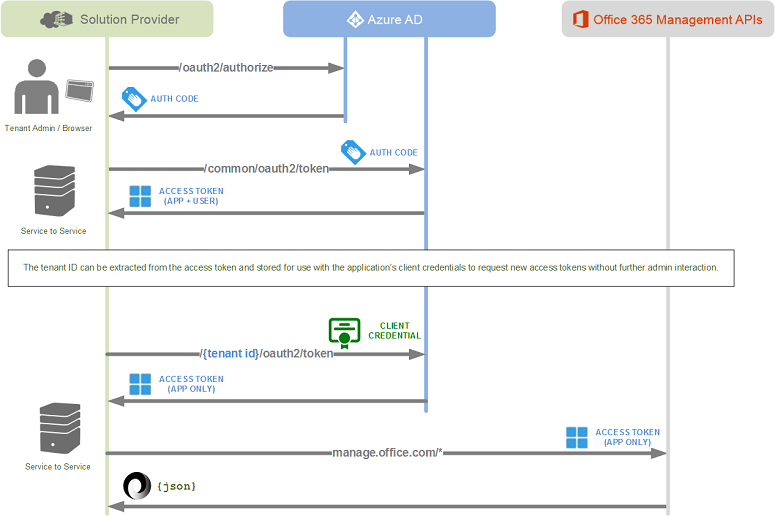 Solution Provider
Azure AD
Office 365 Management APIs
/oauth2/authorize
AUTH CODE
Tenant Admin / Browser
AUTH CODE
/common/oauth2/token
ACCESS TOKEN
(APP + USER)
Service to Service
The tenant ID can be extracted from the access token and stored for use with the application's client credentials to request new access tokens without further admin interaction.
CLIENT
CREDENTIAL
/{tenant id}/oauth2/token
ACCESS TOKEN
(APP ONLY)
ACCESS TOKEN
(APP ONLY)
manage.office.com/*
Service to Service
{json}